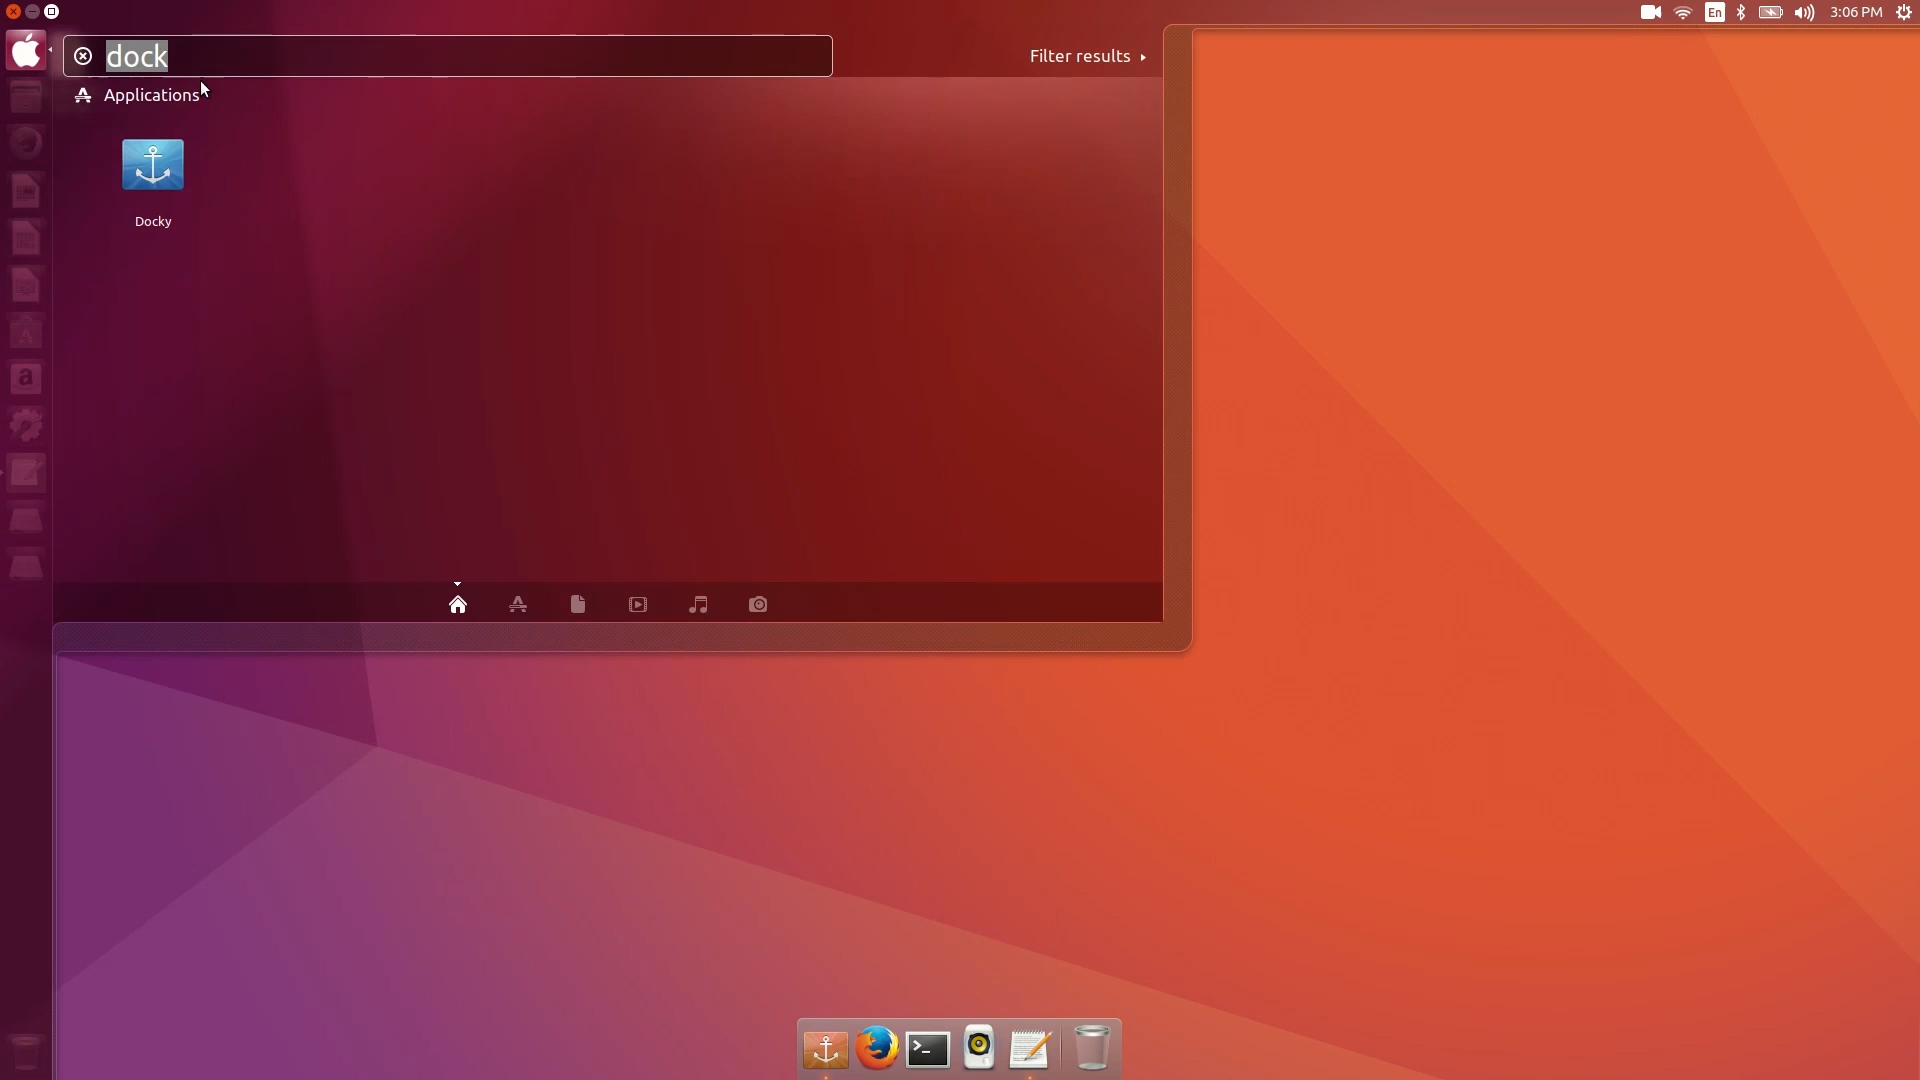 En
3:06 PM
dock
Filter results
Applications
Docky
a
>_